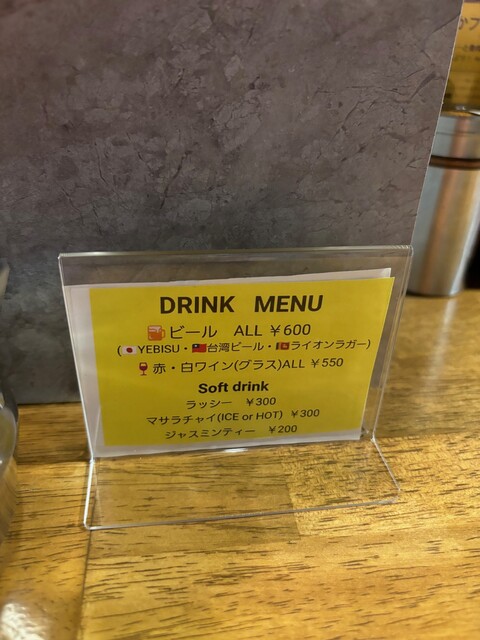 DRINK MENU
🍺ビール ALL ￥600
(🇯🇵YEBISU・🇹🇼台湾ビール・🇱🇰ライオンラガー)
🍷赤・白ワイン(グラス)ALL ￥550
Soft drink
ラッシー ￥300
マサラチャイ(ICE or HOT) ￥300
ジャスミンティー ￥200